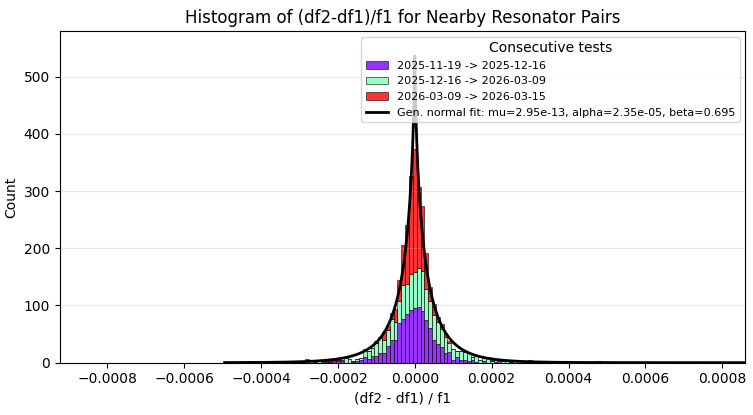 Histogram of (df2-df1)/f1 for Nearby Resonator Pairs
Consecutive tests
2025-11-19 -> 2025-12-16
2025-12-16 -> 2026-03-09
2026-03-09 -> 2026-03-15
Gen. normal fit: mu=2.95e-13, alpha=2.35e-05, beta=0.695
Count
500
400
300
200
100
0
−0.0008 −0.0006 −0.0004 −0.0002 0.0000 0.0002 0.0004 0.0006 0.0008
(df2 - df1) / f1